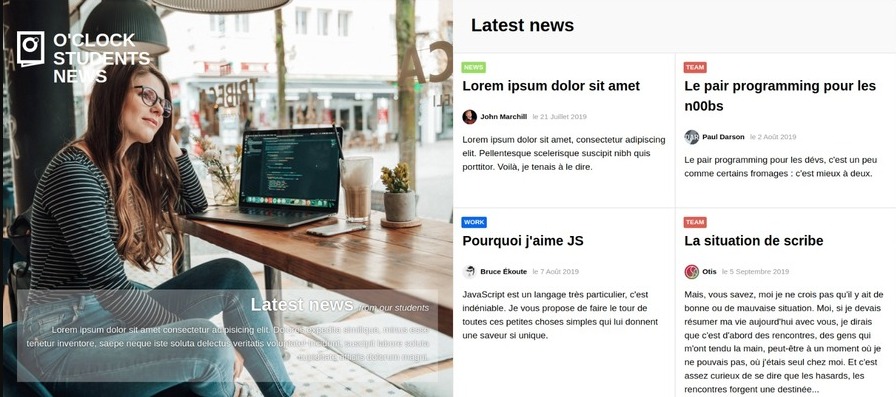 O'CLOCK
STUDENTS
NEWS
Latest news from our students
Lorem ipsum dolor sit amet consectetur adipisicing elit. Dolores expedita similique, minus esse
tenetur inventore, saepe neque iste soluta delectus veritatis voluptatem suscipit labore soluta
officia dolorum magni.
Latest news
NEWS
Lorem ipsum dolor sit amet
John Marchill le 21 Juillet 2019
Lorem ipsum dolor sit amet, consectetur adipiscing
elit. Pellentesque scelerisque suscipit nibh quis
porttitor. Voilà, je tenais à le dire.
TEAM
Le pair programming pour les
n00bs
Paul Darson le 2 Août 2019
Le pair programming pour les dévs, c'est un peu
comme certains fromages : c'est mieux à deux.
WORK
Pourquoi j'aime JS
Bruce Ékoute le 7 Août 2019
JavaScript est un langage très particulier, c'est
indéniable. Je vous propose de faire le tour de
toutes ces petites choses simples qui lui donnent
une saveur si unique.
TEAM
La situation de scribe
Otis le 5 Septembre 2019
Mais, vous savez, moi je ne crois pas qu'il y ait de
bonne ou de mauvaise situation. Moi, si je devais
résumer ma vie aujourd'hui avec vous, je dirais
que c'est d'abord des rencontres, des gens qui
m'ont tendu la main, peut-être à un moment où je
ne pouvais pas, où j'étais seul chez moi. Et c'est
assez curieux de se dire que les hasards, les
rencontres forgent une destinée...